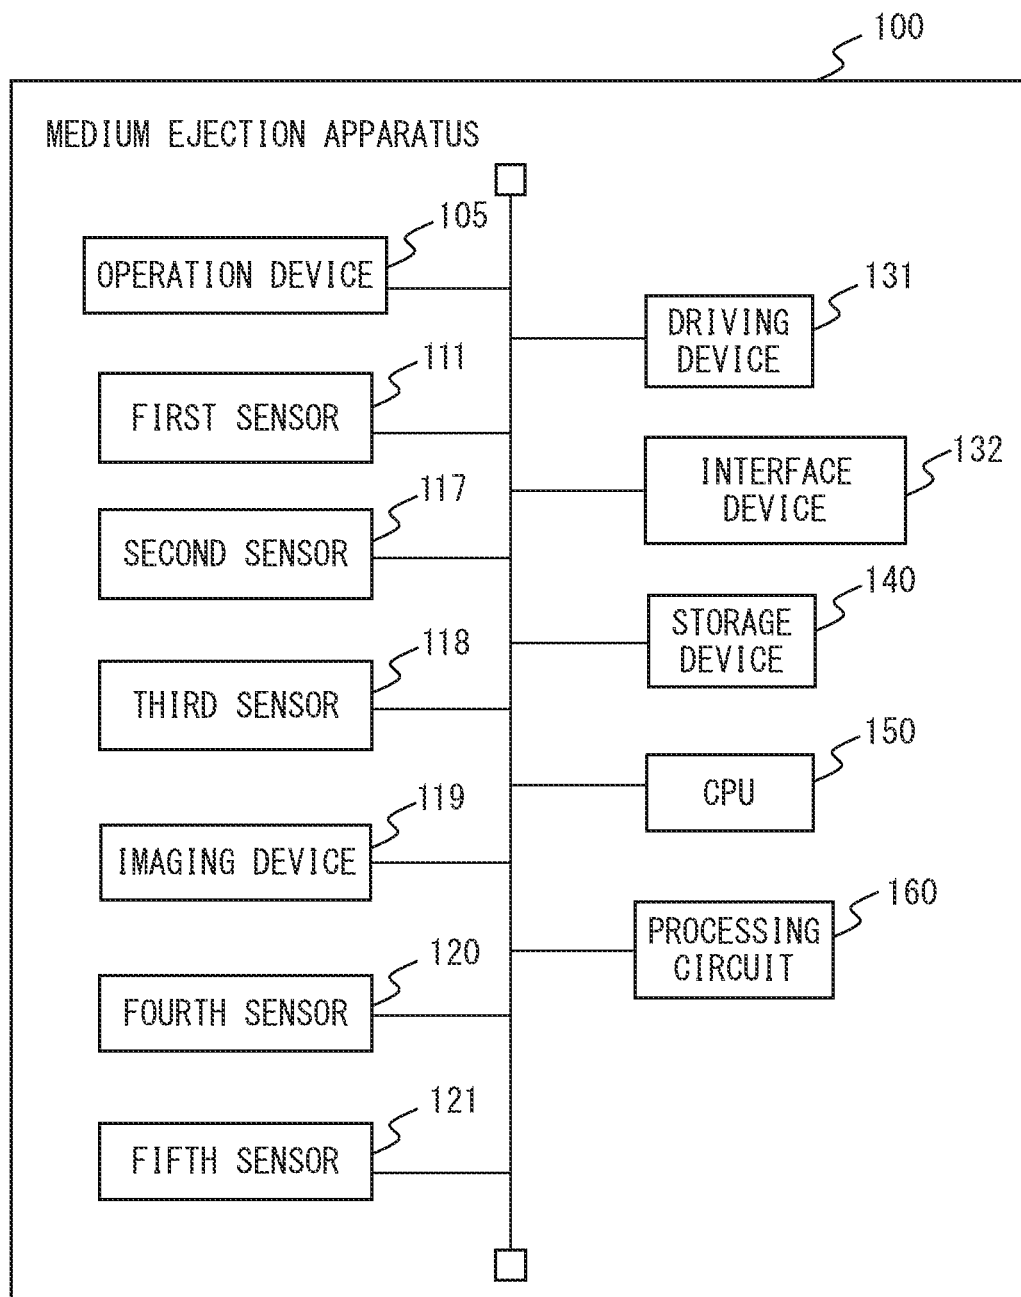 100
MEDIUM EJECTION APPARATUS
105
OPERATION DEVICE
111
FIRST SENSOR
117
SECOND SENSOR
118
THIRD SENSOR
119
IMAGING DEVICE
120
FOURTH SENSOR
121
FIFTH SENSOR
131
DRIVING
DEVICE
132
INTERFACE
DEVICE
140
STORAGE
DEVICE
150
CPU
160
PROCESSING
CIRCUIT